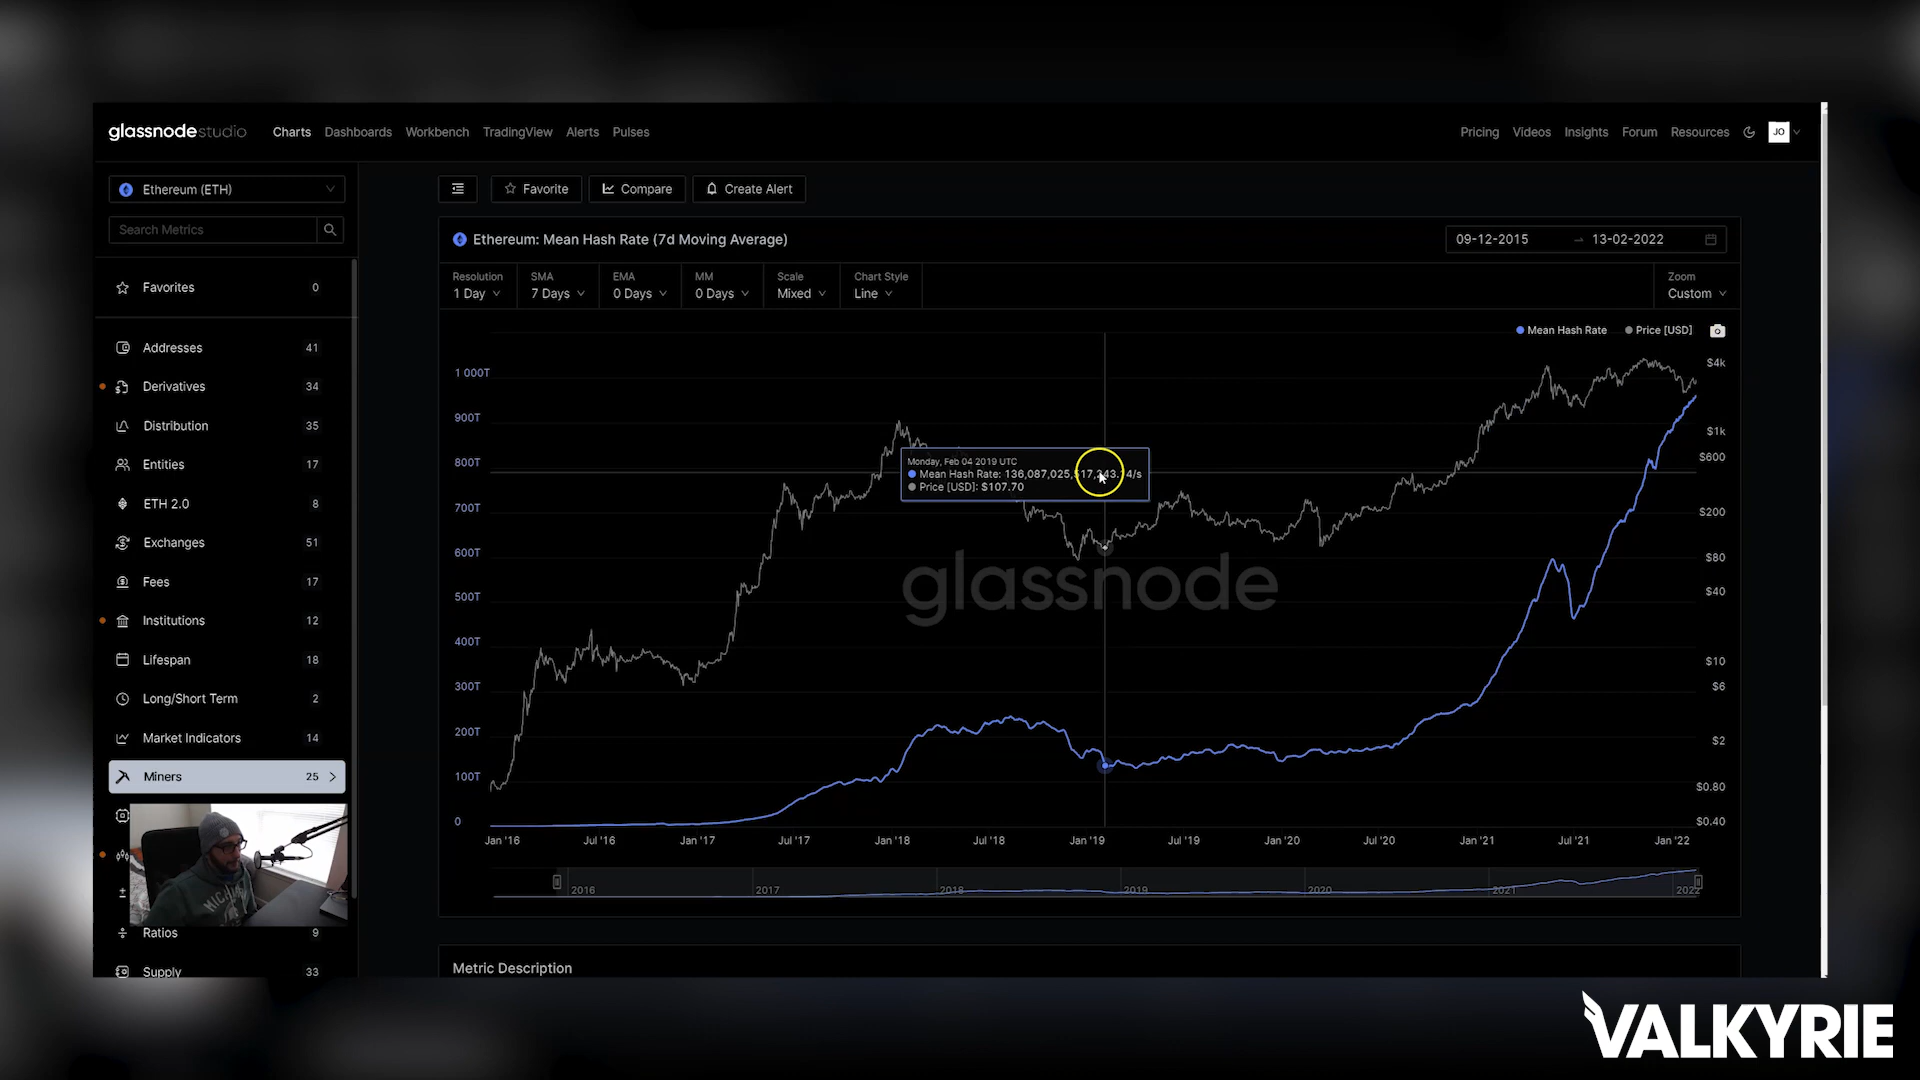 glassnodestudio Charts Dashboards Workbench TradingView Alerts Pulses Pricing Videos Insights Forum Resources JO
Ethereum (ETH)
Search Metrics
Favorites 0
Addresses 41
Derivatives 34
Distribution 35
Entities 17
ETH 2.0 8
Exchanges 51
Fees 17
Institutions 12
Lifespan 18
Long/Short Term 2
Market Indicators 14
Miners 25
Ratios 9
Supply 33
Favorite Compare Create Alert
Ethereum: Mean Hash Rate (7d Moving Average) 09-12-2015 → 13-02-2022
Resolution SMA EMA MM Scale Chart Style Zoom
1 Day 7 Days 0 Days 0 Days Mixed Line Custom
Mean Hash Rate Price [USD]
1 000T
900T
800T
700T
600T
500T
400T
300T
200T
100T
0
$4k
$1k
$600
$200
$80
$40
$10
$6
$2
$0.80
$0.40
Monday, Feb 04 2019 UTC
Mean Hash Rate: 136,087,025,
Price [USD]: $107.70
glassnode
Jan '16 Jul '16 Jan '17 Jul '17 Jan '18 Jul '18 Jan '19 Jul '19 Jan '20 Jul '20 Jan '21 Jul '21 Jan '22
2016 2017 2018 2019 2020 2021 2022
Metric Description
VALKYRIE